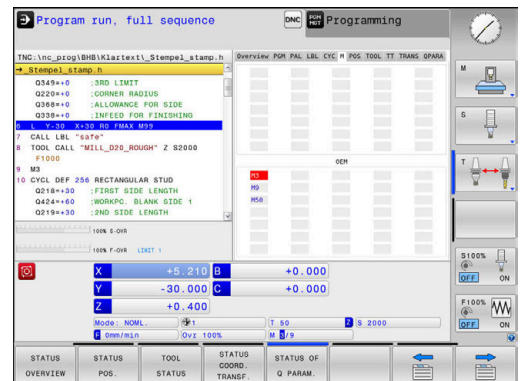 Program run, full sequence
DNC
PGM MGT
Programming
TNC:\nc_prog\BHB\Klartext\_Stempel_stamp.h
Overview PGM PAL LBL CYC M POS TOOL TT TRANS QPARA
→_Stempel_stamp.h
Q349=+0 ;3RD LIMIT
Q220=+0 ;CORNER RADIUS
Q368=+0 ;ALLOWANCE FOR SIDE
Q338=+0 ;INFEED FOR FINISHING
6 L Y-30 X+30 R0 FMAX M99
7 CALL LBL "safe"
8 TOOL CALL "MILL_D20_ROUGH" Z S2000
F1000
9 M3
10 CYCL DEF 256 RECTANGULAR STUD
Q218=+30 ;FIRST SIDE LENGTH
Q424=+60 ;WORKPC. BLANK SIDE 1
Q219=+30 ;2ND SIDE LENGTH
OEM
M3
M9
M50
100% S-OVR
100% F-OVR LIMIT 1
X +5.210 B +0.000
Y -30.000 C +0.000
Z +0.400
Mode: NOML. 1 T 50 Z S 2000
F 0mm/min Ovr 100% M 3/9
M
S
T
S100%
OFF ON
F100%
OFF ON
STATUS OVERVIEW
STATUS POS.
TOOL STATUS
STATUS COORD. TRANSF.
STATUS OF Q PARAM.